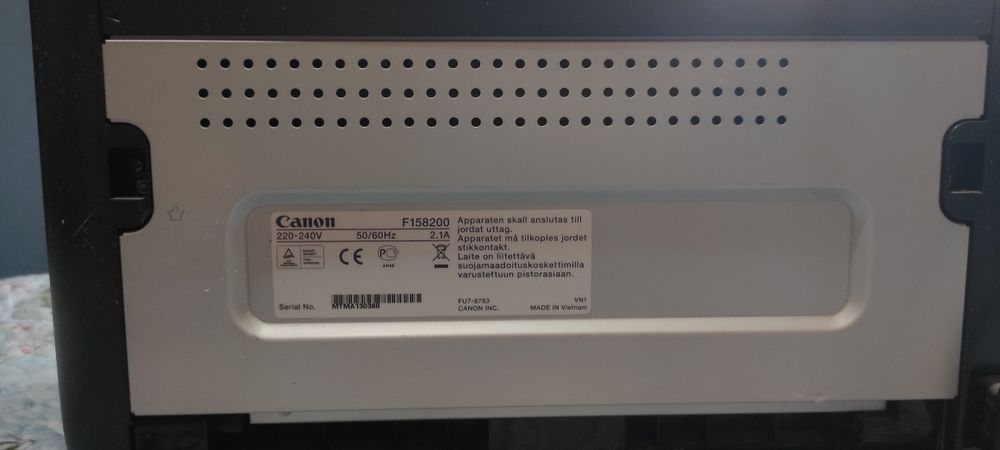 Canon F158200
220-240V 50/60Hz 2.1A
Apparaten skall anslutas till
jordat uttag.
Apparatet må tilkoples jordet
stikkontakt.
Laite on liitettävä
suojamaadoituskoskettimilla
varustettuun pistorasiaan.
CE
Serial No. MTMA130380
FU7-8783 VN1
CANON INC. MADE IN Vietnam